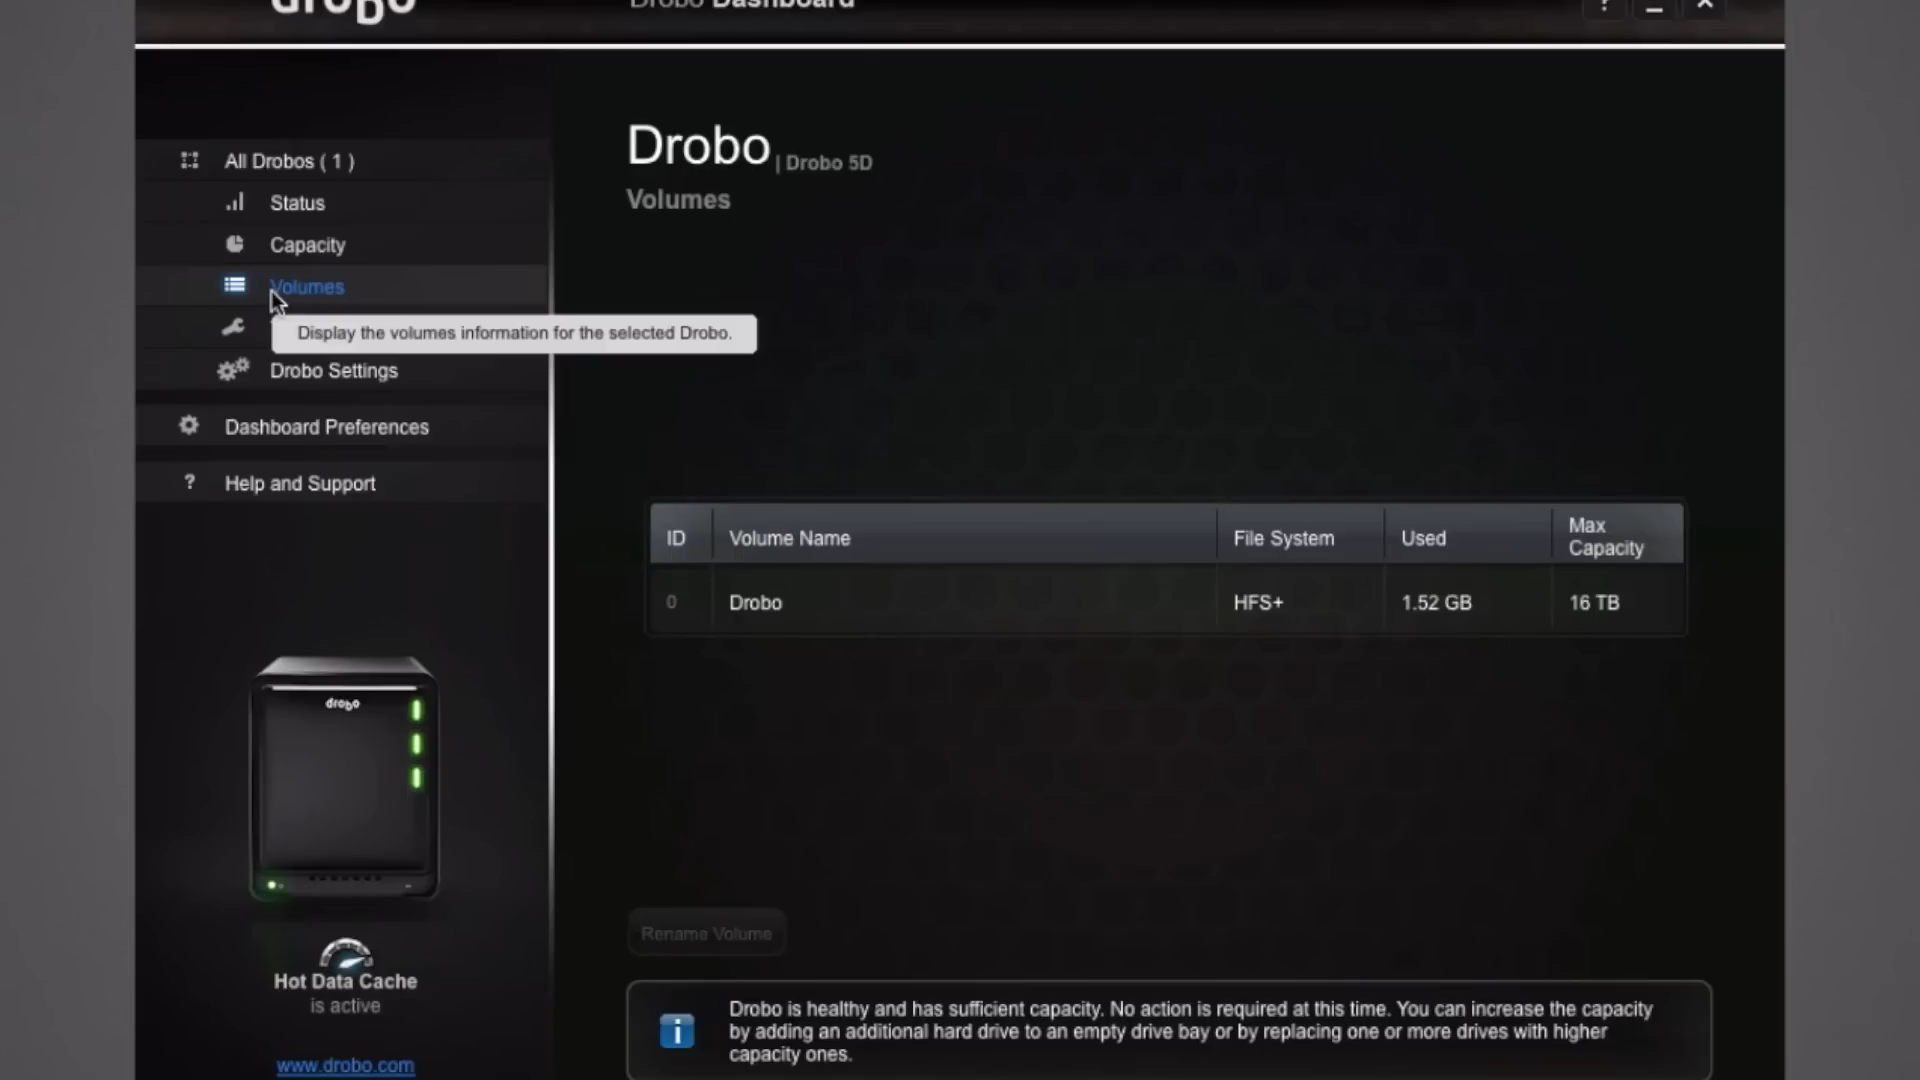 drobo
Drobo Dashboard
?
All Drobos ( 1 )
Status
Capacity
Volumes
Display the volumes information for the selected Drobo.
Drobo Settings
Dashboard Preferences
? Help and Support
drobo
Hot Data Cache
is active
www.drobo.com
Drobo | Drobo 5D
Volumes
ID Volume Name File System Used Max Capacity
0 Drobo HFS+ 1.52 GB 16 TB
Rename Volume
Drobo is healthy and has sufficient capacity. No action is required at this time. You can increase the capacity
by adding an additional hard drive to an empty drive bay or by replacing one or more drives with higher
capacity ones.